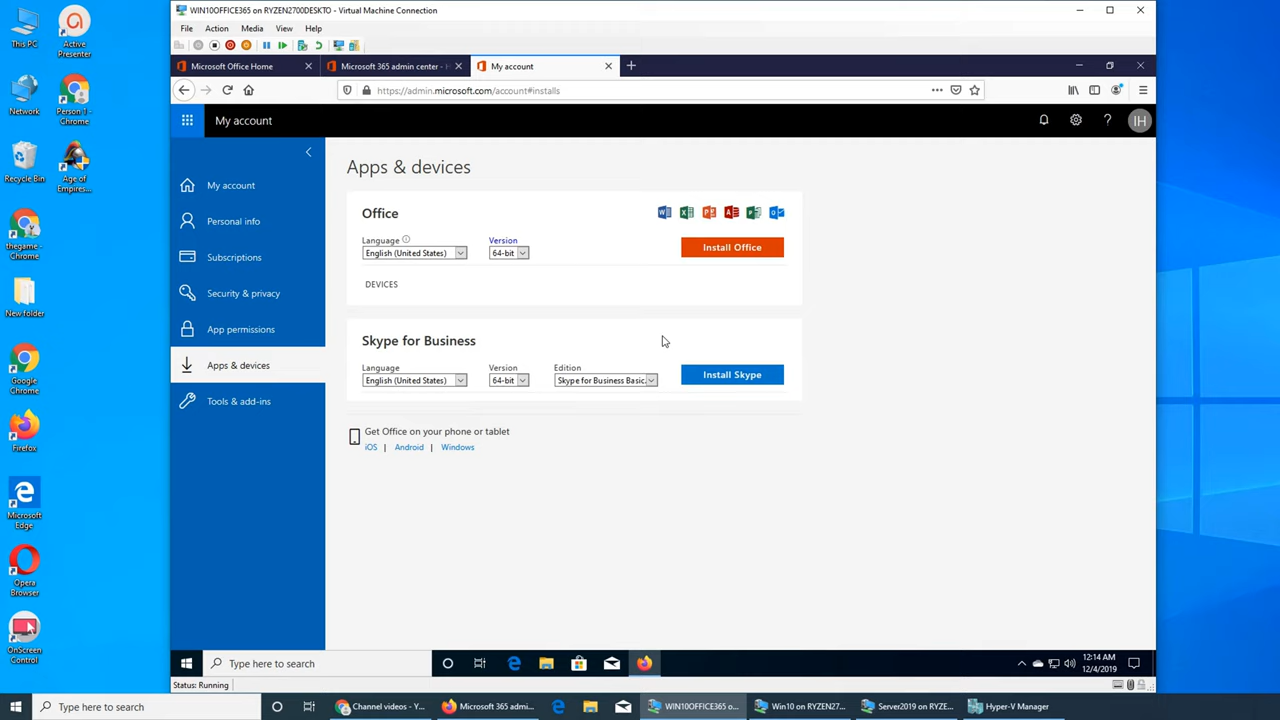 WIN10OFFICE365 on RYZEN2700DESKTO - Virtual Machine Connection
File Action Media View Help
Microsoft Office Home
Microsoft 365 admin center - H
My account
https://admin.microsoft.com/account#installs
My account
IH
My account
Personal info
Subscriptions
Security & privacy
App permissions
Apps & devices
Tools & add-ins
Apps & devices
Office
Language Version
English (United States) 64-bit
Install Office
DEVICES
Skype for Business
Language Version Edition
English (United States) 64-bit Skype for Business Basic
Install Skype
Get Office on your phone or tablet
iOS | Android | Windows
Type here to search
12:14 AM
12/4/2019
Status: Running
This PC
Active
Presenter
Network
Person 1 -
Chrome
Recycle Bin
Age of
Empires...
thegame -
Chrome
New folder
Google
Chrome
Firefox
Microsoft
Edge
Opera
Browser
OnScreen
Control
Type here to search
Channel videos - Y...
Microsoft 365 admi...
WIN10OFFICE365 o...
Win10 on RYZEN27...
Server2019 on RYZE...
Hyper-V Manager